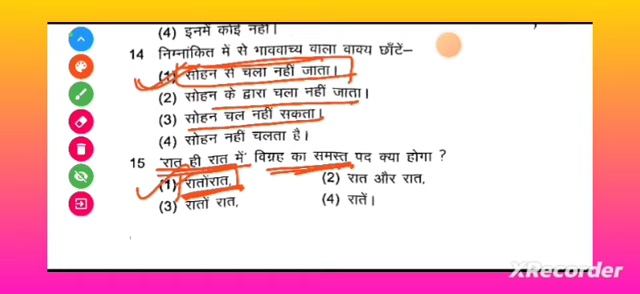 (4) इनमें कोई नहीं।
14 निम्नांकित में से भाववाच्य वाला वाक्य छाँटें–
(1) सोहन से चला नहीं जाता।
(2) सोहन के द्वारा चला नहीं जाता।
(3) सोहन चल नहीं सकता।
(4) सोहन नहीं चलता है।
15 'रात ही रात में' विग्रह का समस्त पद क्या होगा ?
(1) रातोंरात, (2) रात और रात,
(3) रातों रात, (4) रातें।
XRecorder